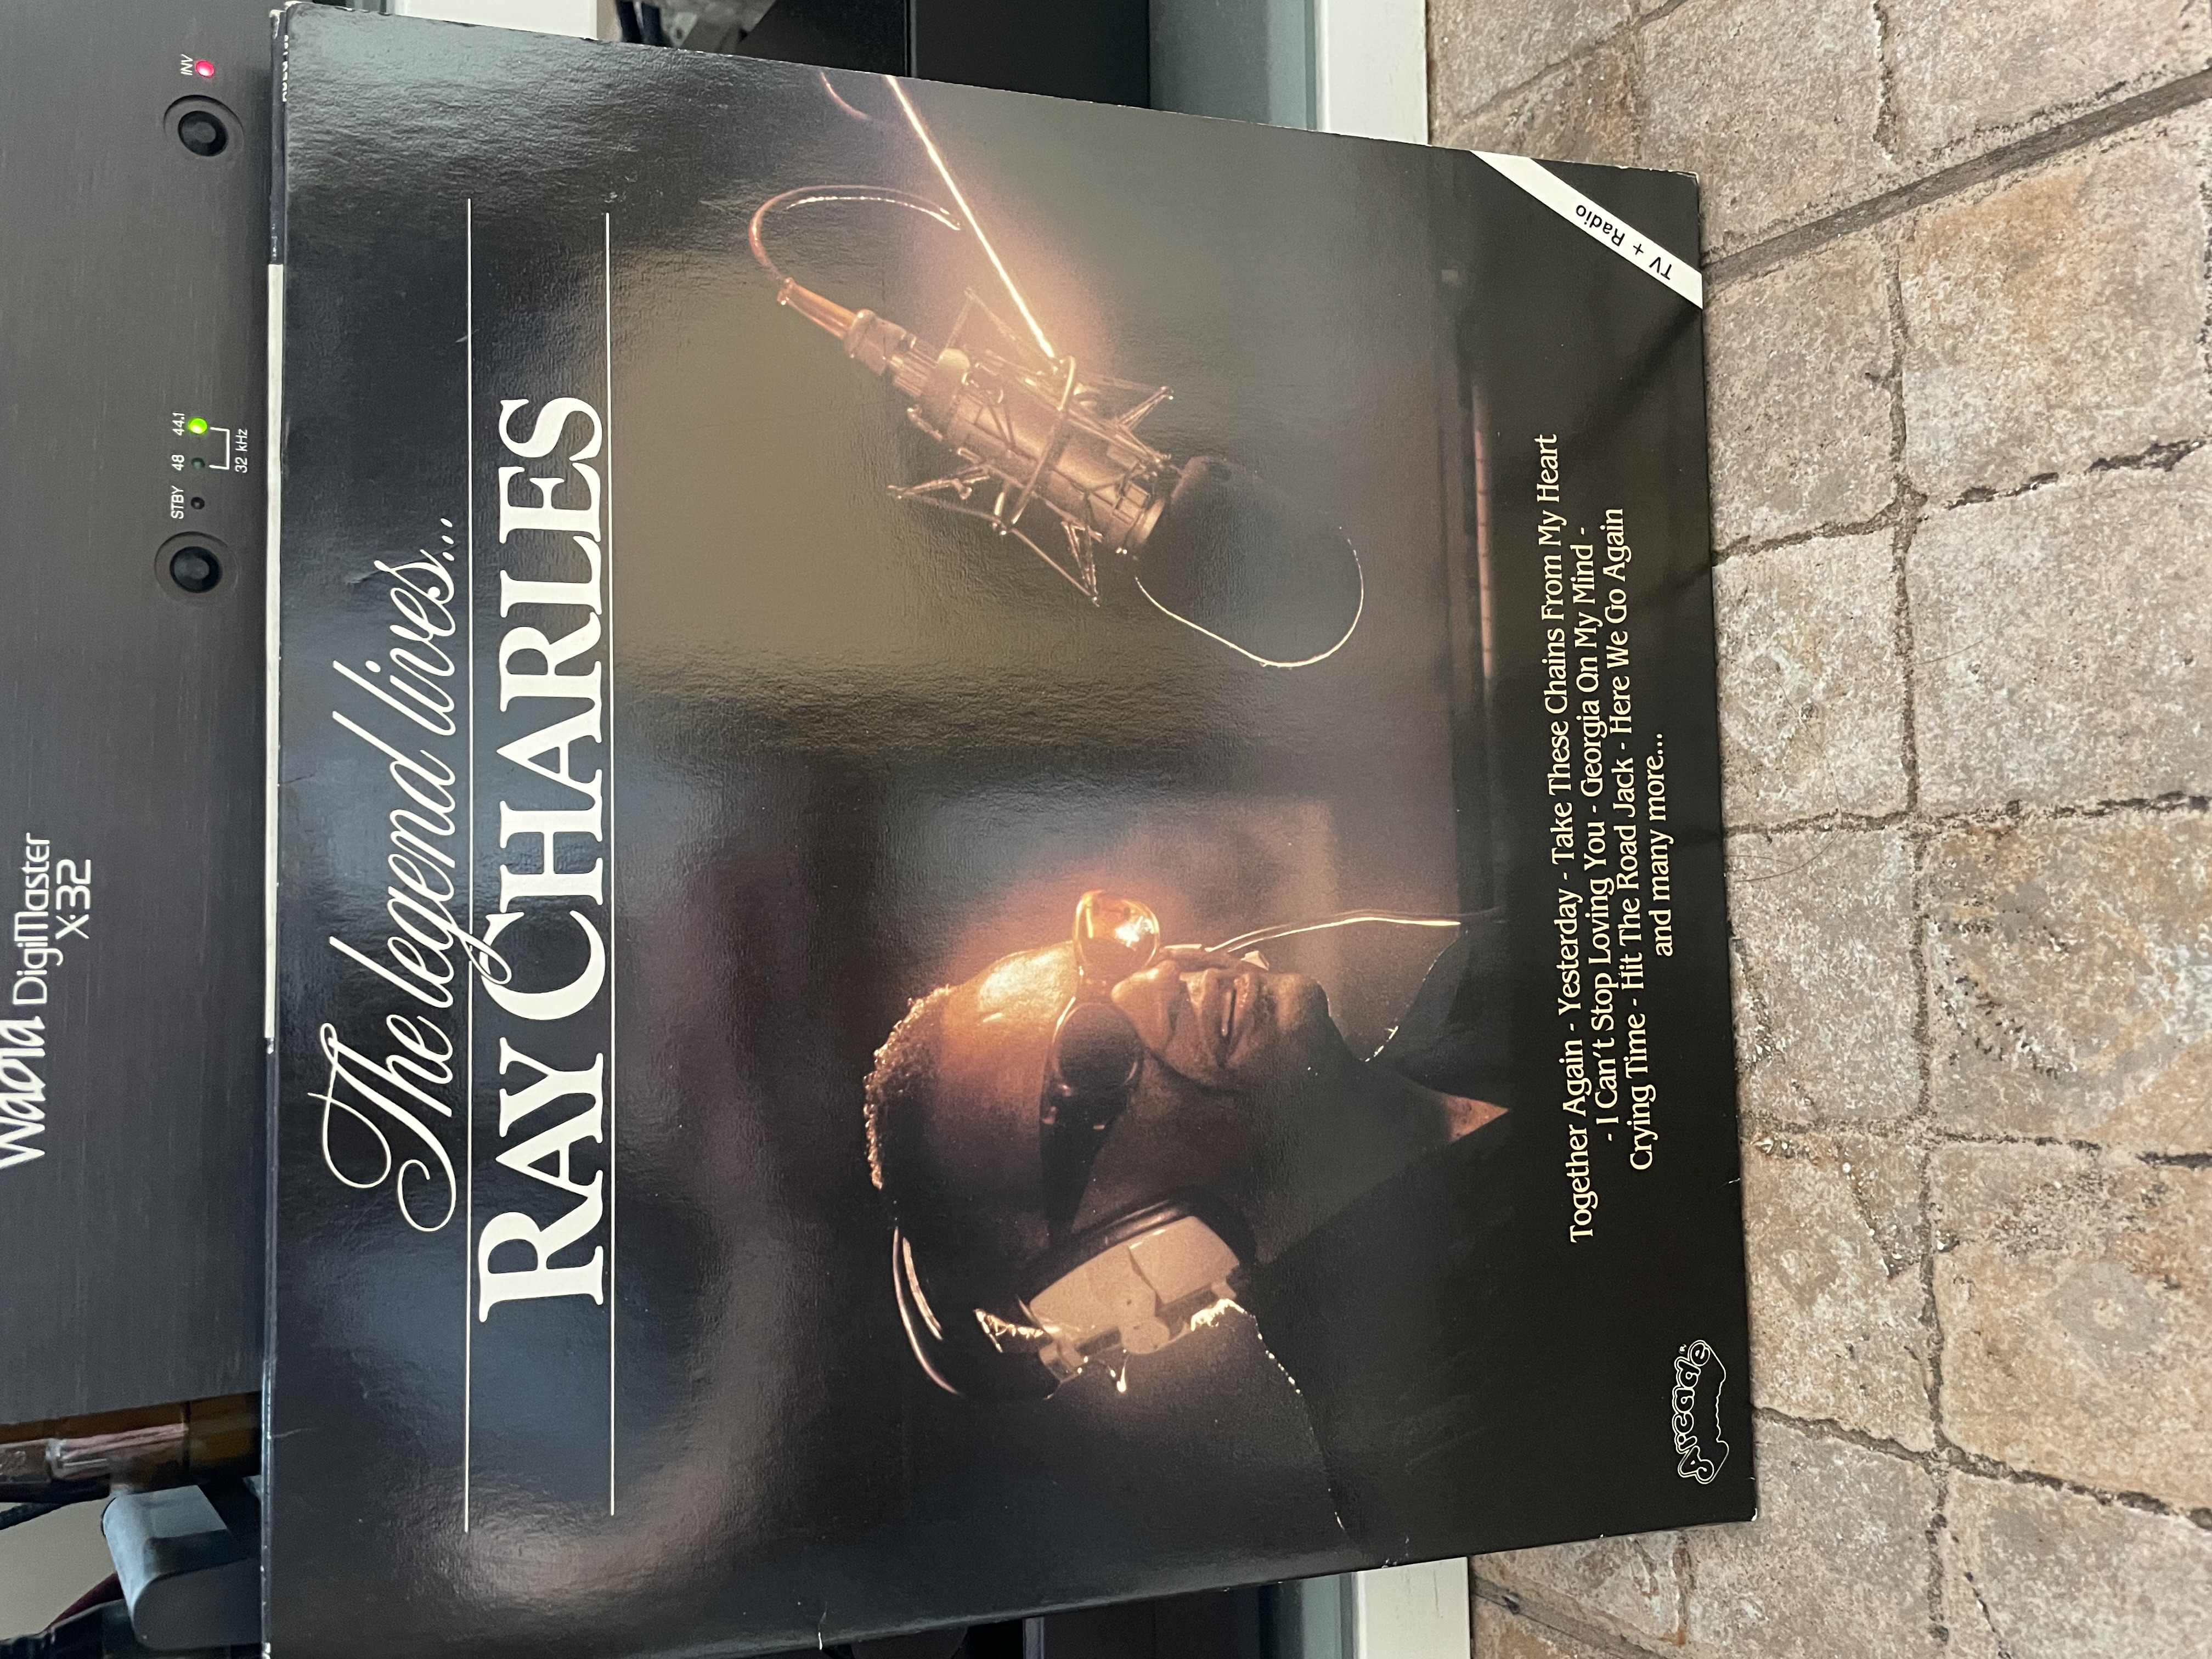 Wadia DigiMaster
X-32
STBY 48 44.1
32 kHz
INV
The legend lives...
RAY CHARLES
Together Again - Yesterday - Take These Chains From My Heart
- I Can't Stop Loving You - Georgia On My Mind -
Crying Time - Hit The Road Jack - Here We Go Again
and many more...
Arcade
TV + Radio